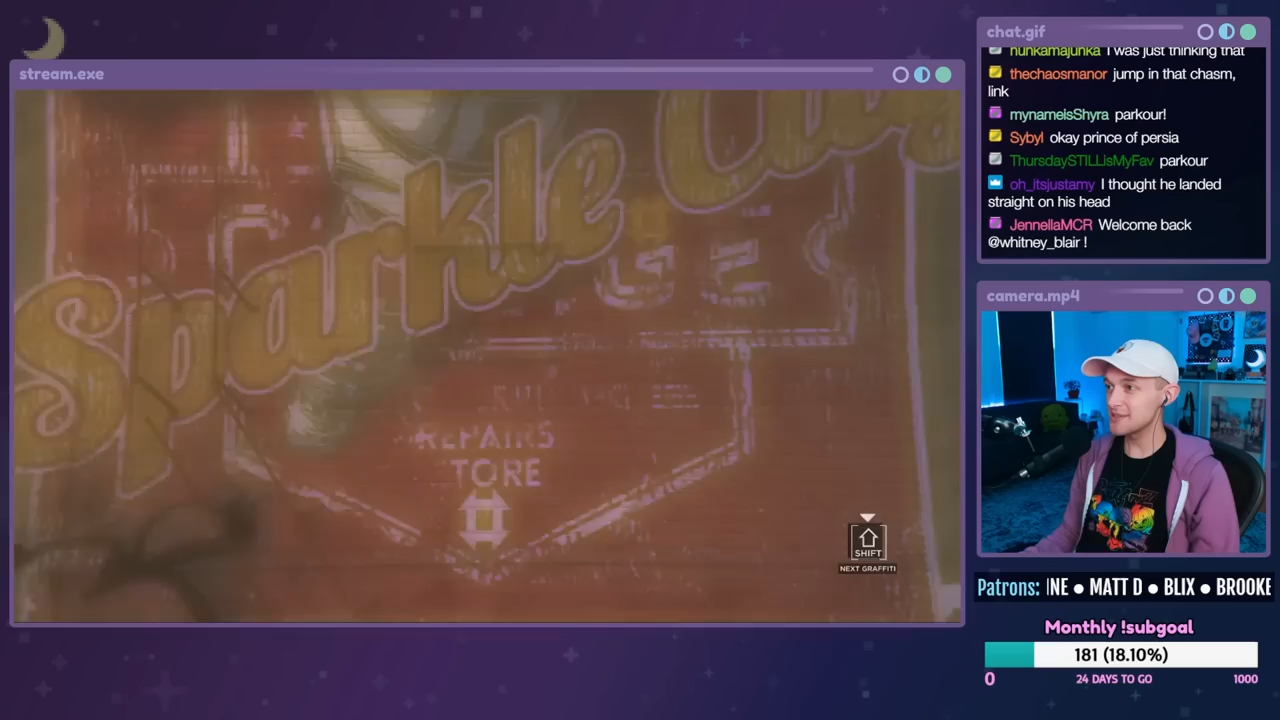 stream.exe
Sparkle
REPAIRS
TORE
SHIFT
NEXT GRAFFITI
chat.gif
hunkamajunka I was just thinking that
thechaosmanor jump in that chasm,
link
mynameisShyra parkour!
Sybyl okay prince of persia
ThursdaySTILLisMyFav parkour
oh_itsjustamy I thought he landed
straight on his head
JennellaMCR Welcome back
@whitney_blair !
camera.mp4
Patrons: INE ● MATT D ● BLIX ● BROOKE
Monthly !subgoal
181 (18.10%)
0 24 DAYS TO GO 1000